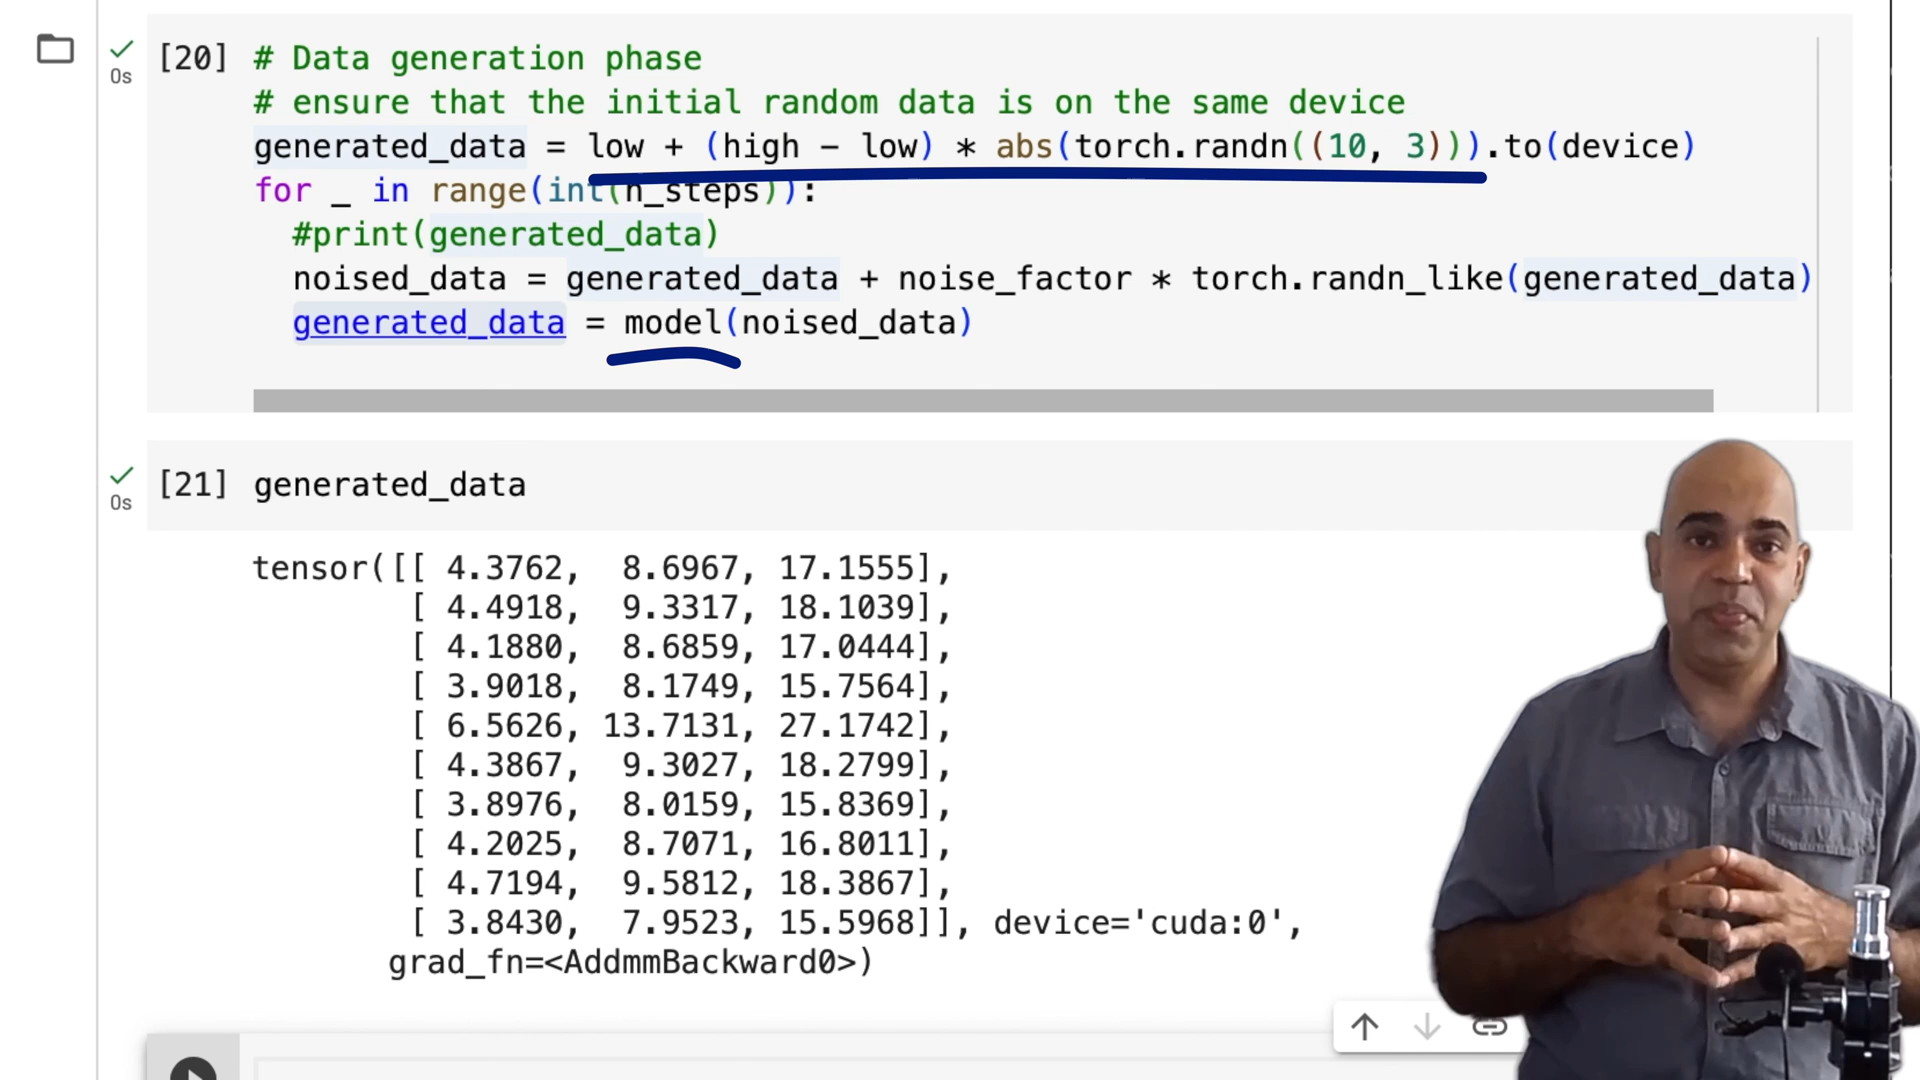 [20] # Data generation phase
0s
# ensure that the initial random data is on the same device
generated_data = low + (high - low) * abs(torch.randn((10, 3))).to(device)
for _ in range(int(n_steps)):
#print(generated_data)
noised_data = generated_data + noise_factor * torch.randn_like(generated_data)
generated_data = model(noised_data)
[21] generated_data
0s
tensor([[ 4.3762, 8.6967, 17.1555],
[ 4.4918, 9.3317, 18.1039],
[ 4.1880, 8.6859, 17.0444],
[ 3.9018, 8.1749, 15.7564],
[ 6.5626, 13.7131, 27.1742],
[ 4.3867, 9.3027, 18.2799],
[ 3.8976, 8.0159, 15.8369],
[ 4.2025, 8.7071, 16.8011],
[ 4.7194, 9.5812, 18.3867],
[ 3.8430, 7.9523, 15.5968]], device='cuda:0',
grad_fn=<AddmmBackward0>)